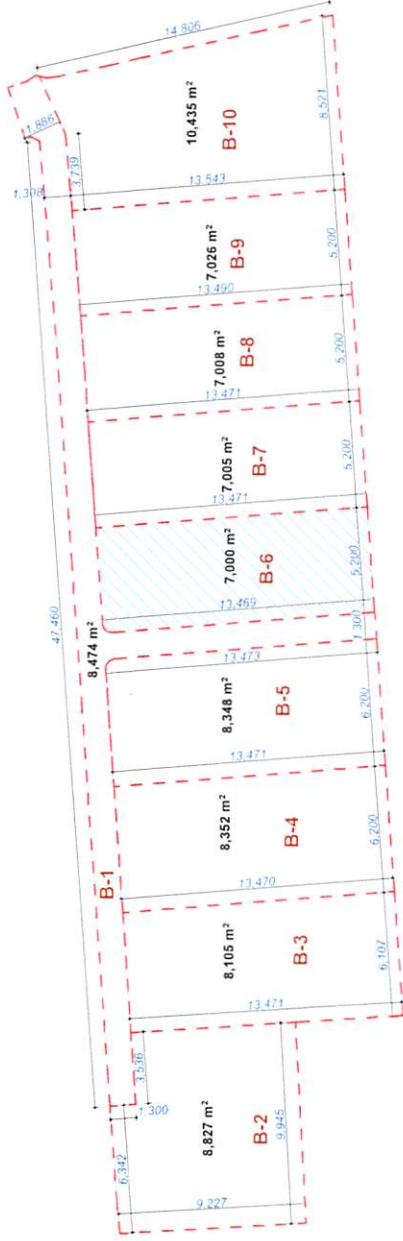 14,806
1,886
1,308
3,739
10,435 m²
B-10
8,521
13,543
47,460
7,026 m²
B-9
5,200
13,490
7,008 m²
B-8
5,200
13,471
7,005 m²
B-7
5,200
13,471
7,000 m²
B-6
5,200
13,469
1,300
8,474 m²
B-1
13,473
8,348 m²
B-5
6,200
13,471
8,352 m²
B-4
6,200
13,470
8,105 m²
B-3
6,107
13,471
3,536
1,300
6,342
8,827 m²
B-2
9,945
9,227